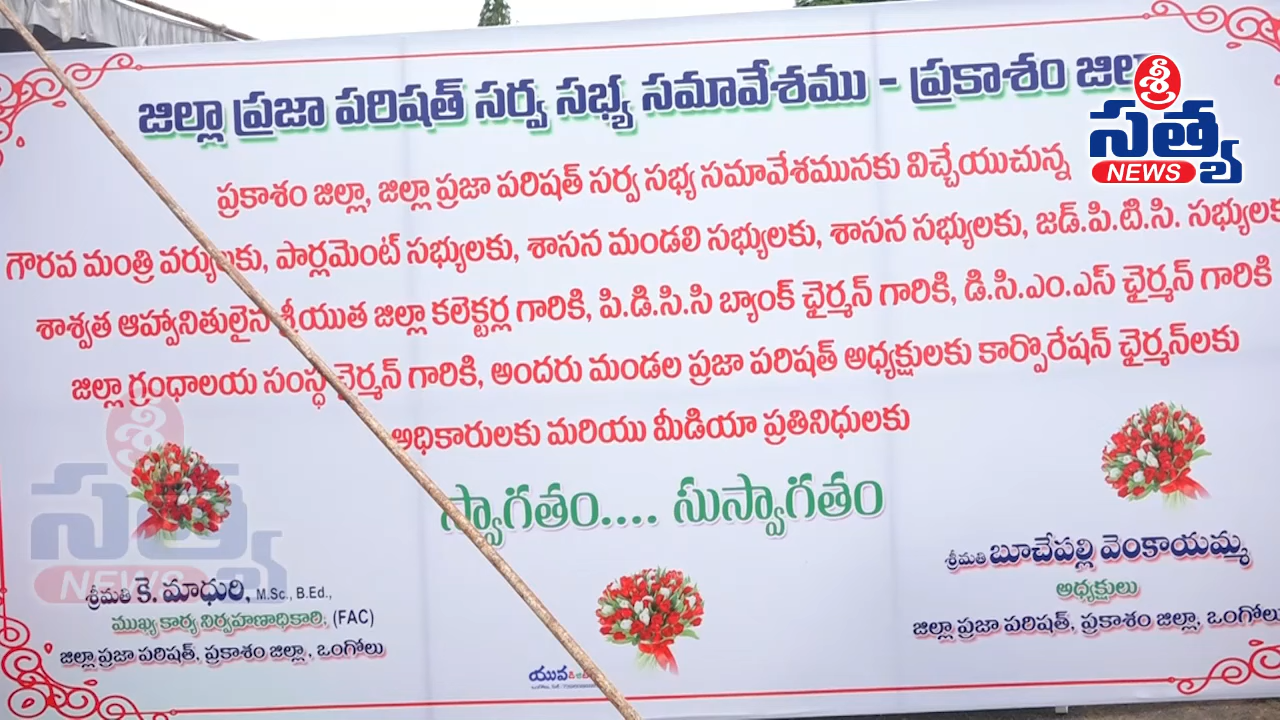 జిల్లా ప్రజా పరిషత్ సర్వ సభ్య సమావేశము - ప్రకాశం
శ్రీ
సత్య
NEWS
ప్రకాశం జిల్లా, జిల్లా ప్రజా పరిషత్ సర్వ సభ్య సమావేశమునకు విచ్చేయుచున్న
గౌరవ మంత్రి వర్యులకు, పార్లమెంట్ సభ్యులకు, శాసన మండలి సభ్యులకు, శాసన సభ్యులకు, జడ్.పి.టి.సి. సభ్యులకు
శాశ్వత ఆహ్వానితులైన శ్రీయుత జిల్లా కలెక్టర్ల గారికి, పి.డి.సి.సి బ్యాంక్ ఛైర్మన్ గారికి, డి.సి.ఎం.ఎస్ ఛైర్మన్ గారికి
జిల్లా గ్రంధాలయ సంస్థ ఛైర్మన్ గారికి, అందరు మండల ప్రజా పరిషత్ అధ్యక్షులకు కార్పొరేషన్ ఛైర్మన్‌లకు
అధికారులకు మరియు మీడియా ప్రతినిధులకు
స్వాగతం.... సుస్వాగతం
శ్రీ
సత్య
NEWS
శ్రీమతి కె. మాధురి, M.Sc., B.Ed.,
ముఖ్య కార్య నిర్వహణాధికారి, (FAC)
జిల్లా ప్రజా పరిషత్, ప్రకాశం జిల్లా, ఒంగోలు
శ్రీమతి బూచేపల్లి వెంకాయమ్మ
అధ్యక్షులు
జిల్లా ప్రజా పరిషత్, ప్రకాశం జిల్లా, ఒంగోలు
యువ